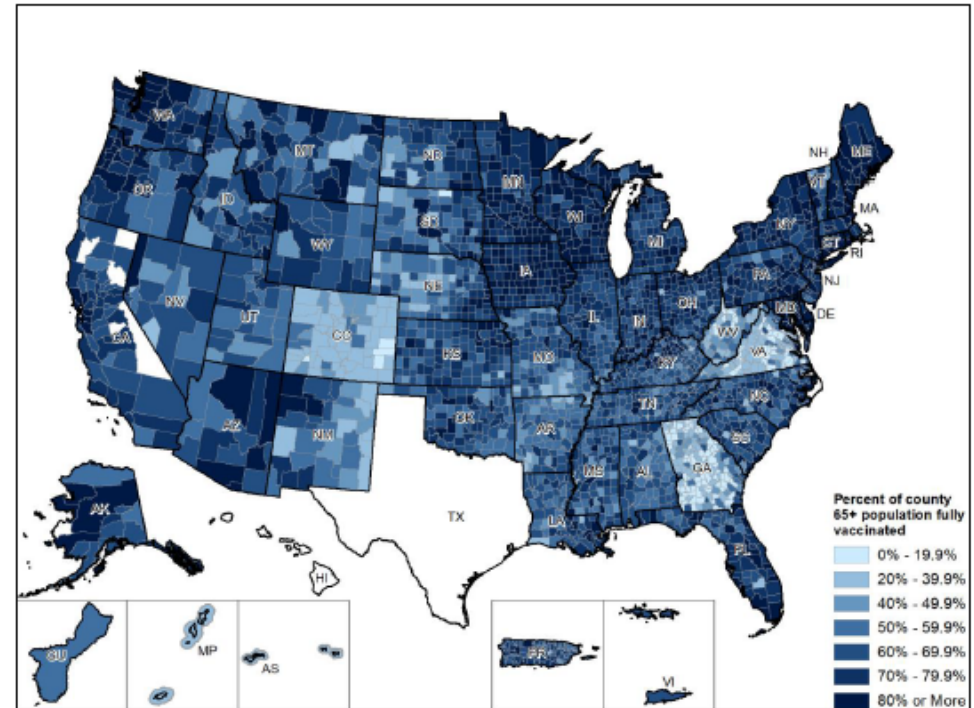 WA
MT
ND
MN
ME
NH
VT
OR
ID
SD
WI
MI
NY
MA
WY
CT
RI
IA
PA
NJ
NE
NV
UT
CO
IL
IN
OH
MD
DE
WV
CA
KS
MO
KY
VA
AZ
NM
OK
AR
TN
NC
SC
MS
AL
GA
AK
TX
LA
FL
HI
Percent of county
65+ population fully
vaccinated
0% - 19.9%
20% - 39.9%
40% - 49.9%
50% - 59.9%
60% - 69.9%
70% - 79.9%
80% or More
GU
MP
AS
PR
VI